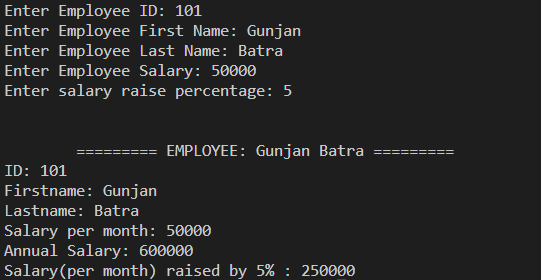 Enter Employee ID: 101
Enter Employee First Name: Gunjan
Enter Employee Last Name: Batra
Enter Employee Salary: 50000
Enter salary raise percentage: 5
========= EMPLOYEE: Gunjan Batra =========
ID: 101
Firstname: Gunjan
Lastname: Batra
Salary per month: 50000
Annual Salary: 600000
Salary(per month) raised by 5% : 250000